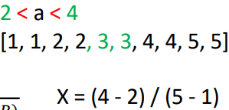 2 < a < 4
[1, 1, 2, 2, 3, 3, 4, 4, 5, 5]
X = (4 - 2) / (5 - 1)